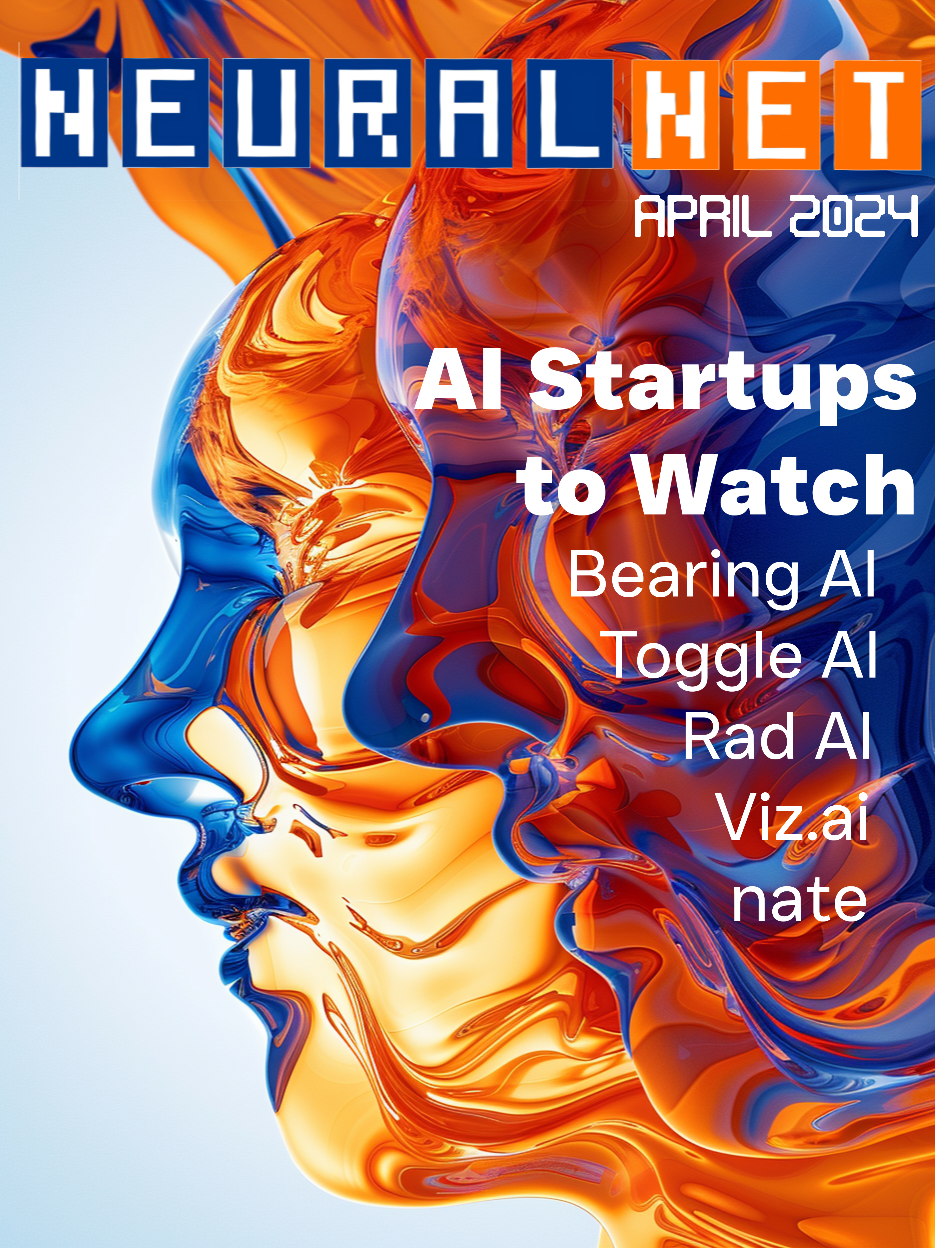 NEURALNET
APRIL 2024
AI Startups
to Watch
Bearing AI
Toggle AI
Rad AI
Viz.ai
nate